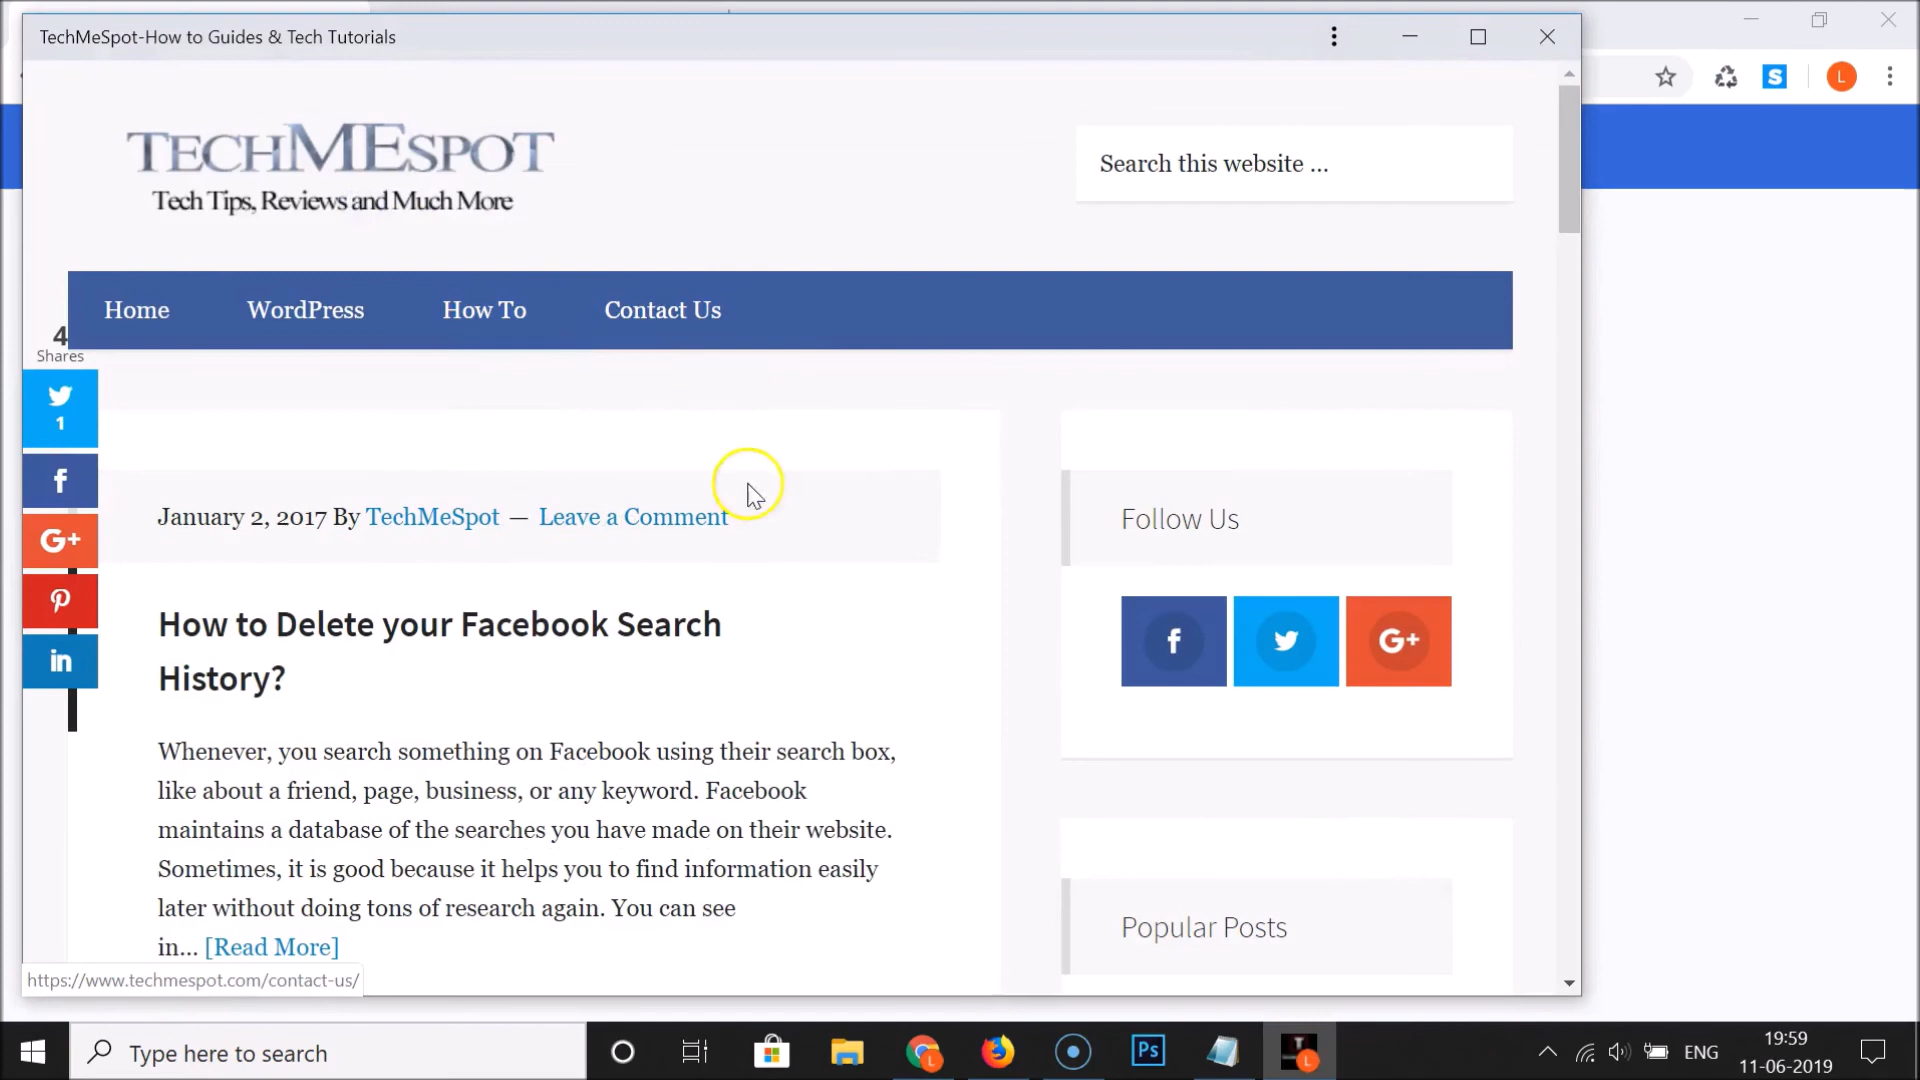 TechMeSpot-How to Guides & Tech Tutorials
TECHMESPOT
Tech Tips, Reviews and Much More
Search this website ...
Home WordPress How To Contact Us
4
Shares
1
January 2, 2017 By TechMeSpot — Leave a Comment
How to Delete your Facebook Search
History?
Whenever, you search something on Facebook using their search box,
like about a friend, page, business, or any keyword. Facebook
maintains a database of the searches you have made on their website.
Sometimes, it is good because it helps you to find information easily
later without doing tons of research again. You can see
in... [Read More]
Follow Us
Popular Posts
https://www.techmespot.com/contact-us/
L
S
f
G+
in
f
G+
Type here to search
L
Ps
T
L
ENG
19:59
11-06-2019